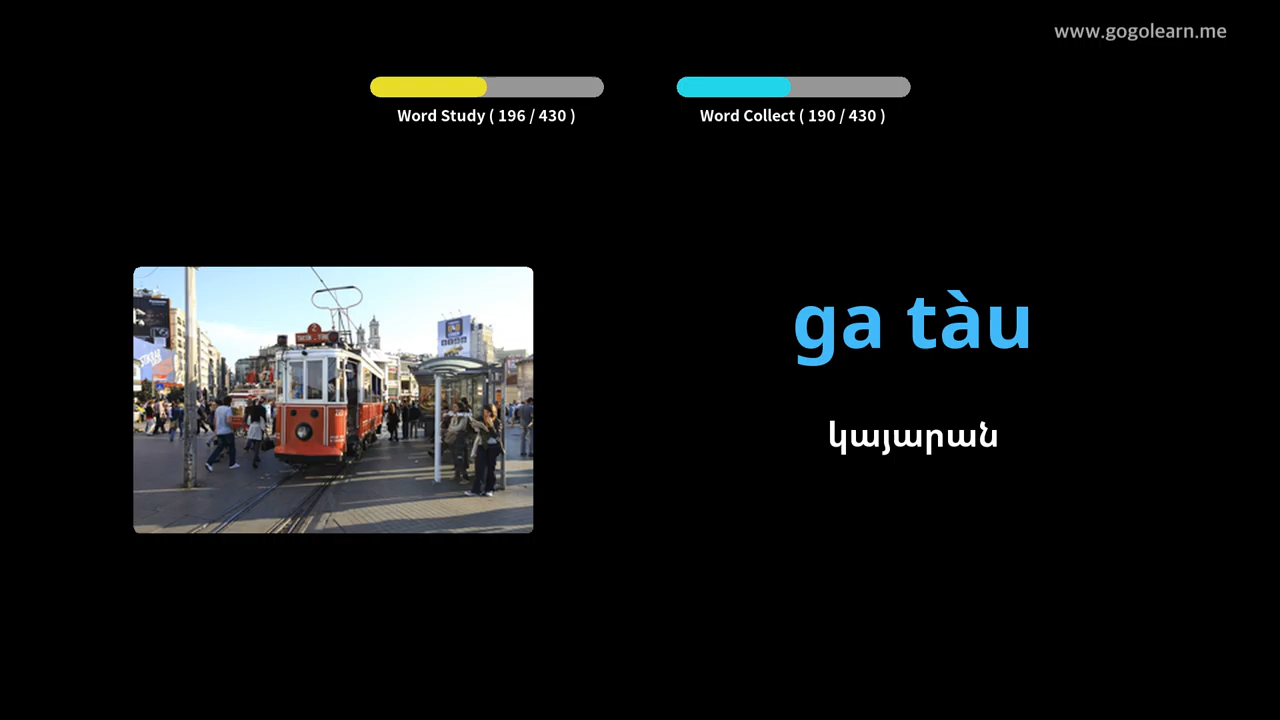 www.gogolearn.me
Word Study ( 196 / 430 )
Word Collect ( 190 / 430 )
ga tàu
կայարան